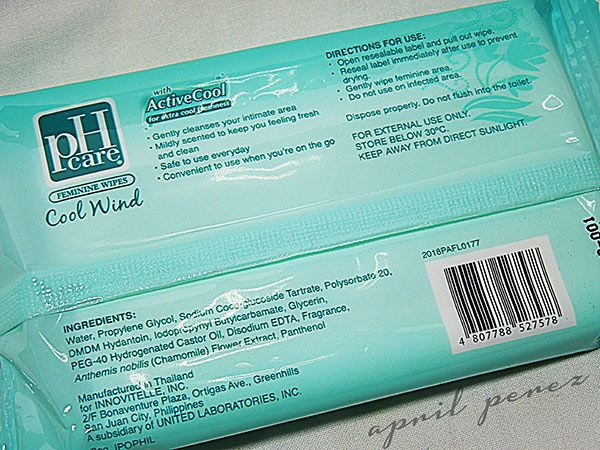 pH
care
FEMININE WIPES
Cool Wind
with
ActiveCool
for extra cool freshness
• Gently cleanses your intimate area
• Mildly scented to keep you feeling fresh
and clean
• Safe to use everyday
• Convenient to use when you're on the go
DIRECTIONS FOR USE:
• Open resealable label and pull out wipe.
• Reseal label immediately after use to prevent
drying.
• Gently wipe feminine area.
• Do not use on infected area.
Dispose properly. Do not flush into the toilet.
FOR EXTERNAL USE ONLY.
STORE BELOW 30°C.
KEEP AWAY FROM DIRECT SUNLIGHT.
INGREDIENTS:
Water, Propylene Glycol, Sodium Cocoglucoside Tartrate, Polysorbate 20,
DMDM Hydantoin, Iodopropynyl Butylcarbamate, Glycerin,
PEG-40 Hydrogenated Castor Oil, Disodium EDTA, Fragrance,
Anthemis nobilis (Chamomile) Flower Extract, Panthenol
Manufactured in Thailand
for INNOVITELLE, INC.
2/F Bonaventure Plaza, Ortigas Ave., Greenhills
San Juan City, Philippines
A subsidiary of UNITED LABORATORIES, INC.
IPOPHIL
2018PAFL0177
4 807788 527578
april perez